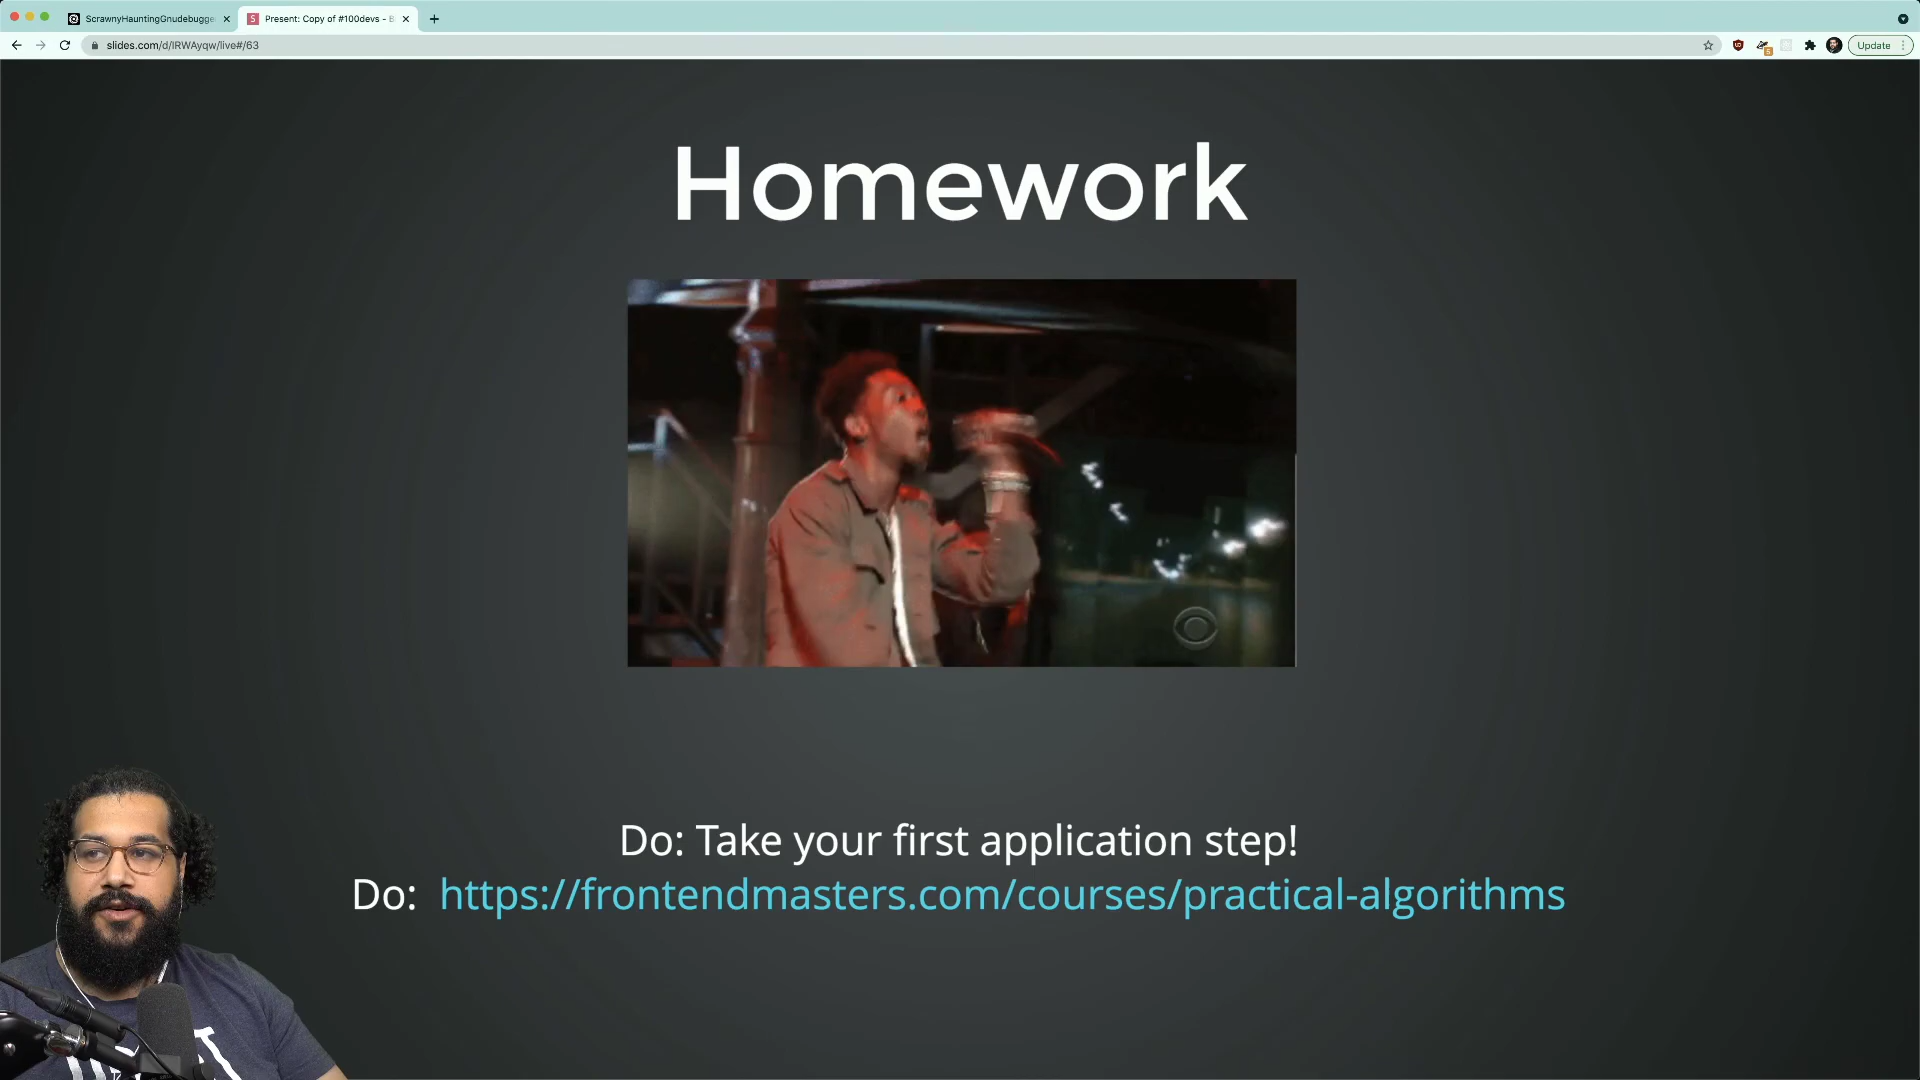 ScrawnyHauntingGnudebugge
Present: Copy of #100devs -
slides.com/d/IRWAyqw/live#/63
Update
Homework
Do: Take your first application step!
Do: https://frontendmasters.com/courses/practical-algorithms